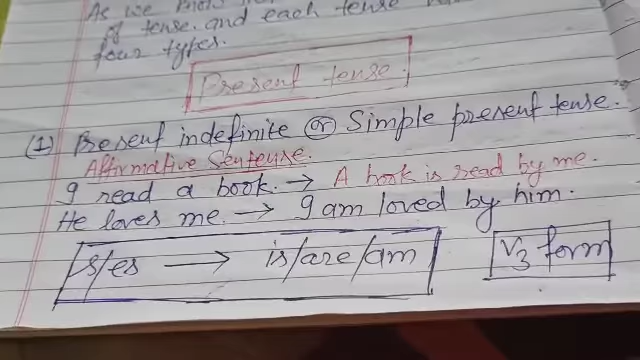 As we
of tense. and each tense
four types.
Present tense.
(1) Present indefinite or Simple present tense.
Affirmative Sentense.
I read a book. → A book is read by me.
He loves me. → I am loved by him.
s/es → is/are/am
V3 form